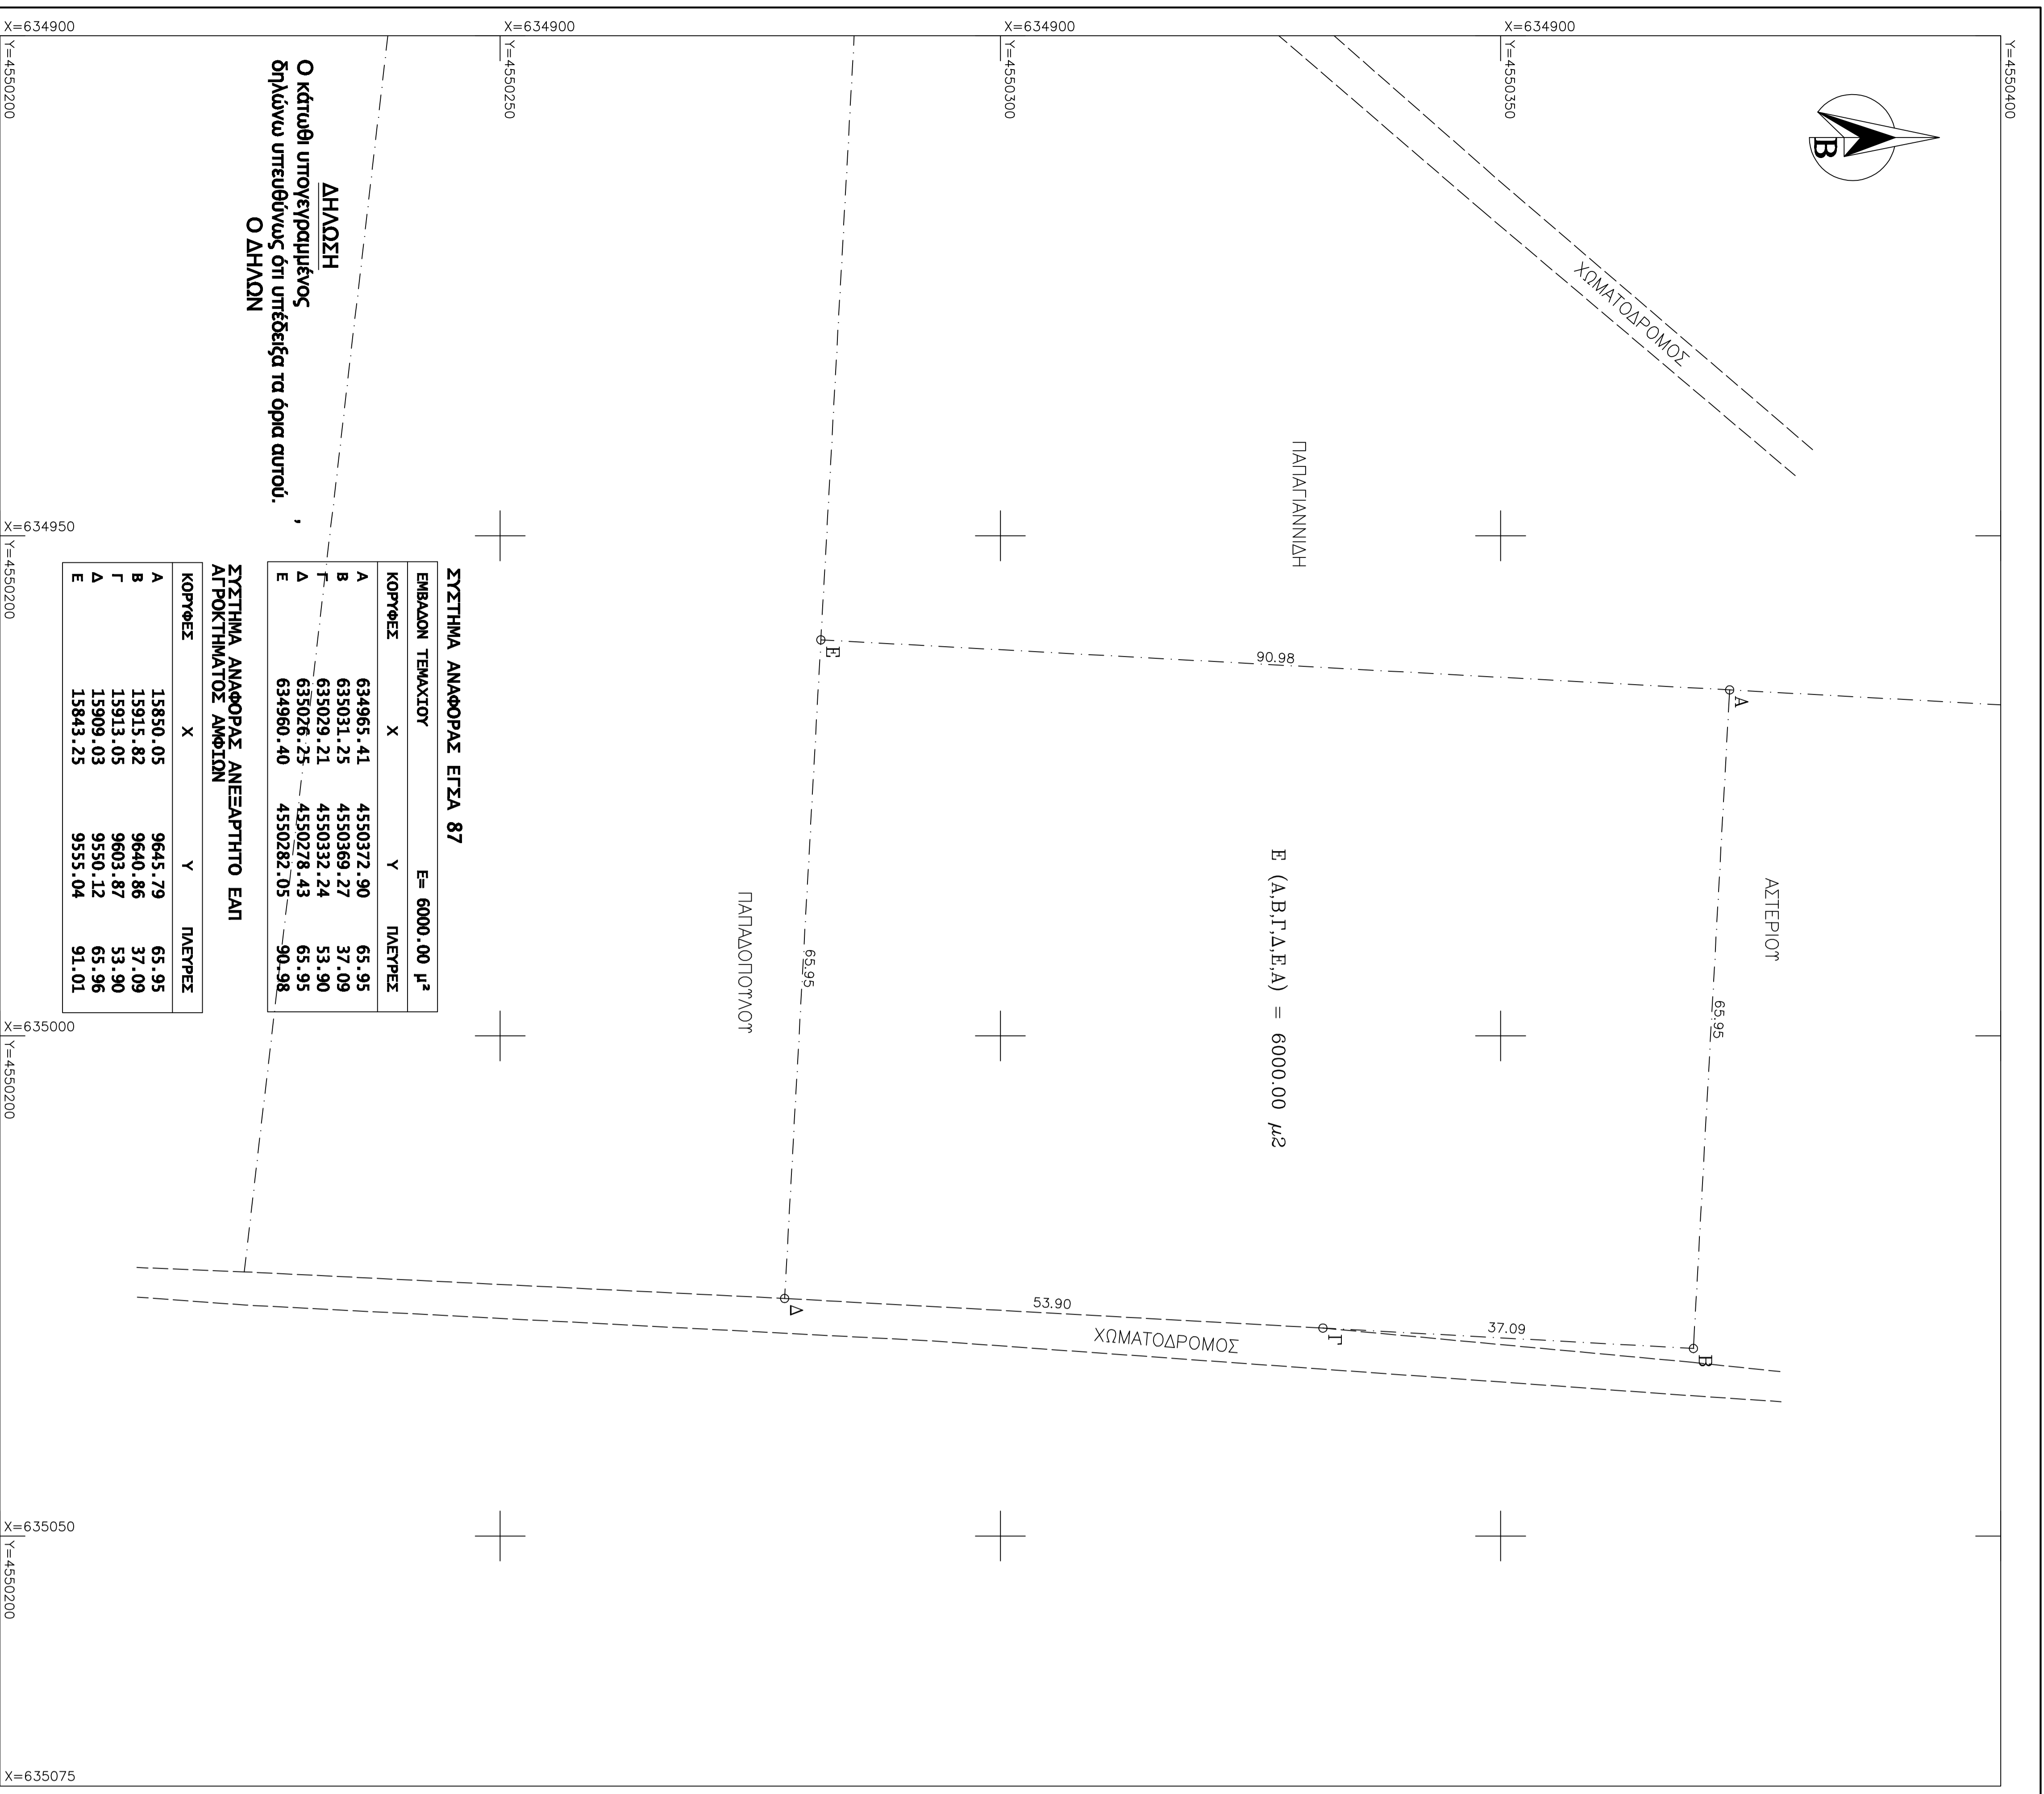 Y=4550400
X=634900
Y=4550350
X=634900
Y=4550300
X=634900
Y=4550250
X=634900
Y=4550200
X=634950
Y=4550200
X=635000
Y=4550200
X=635050
Y=4550200
X=635075
Β
ΧΩΜΑΤΟΔΡΟΜΟΣ
ΑΣΤΕΡΙΟΥ
Α
65.95
Β
ΠΑΠΑΓΙΑΝΝΙΔΗ
90.98
Ε (Α,Β,Γ,Δ,Ε,Α) = 6000.00 μ2
37.09
Γ
ΧΩΜΑΤΟΔΡΟΜΟΣ
53.90
Ε
65.95
Δ
ΠΑΠΑΔΟΠΟΥΛΟΥ
ΔΗΛΩΣΗ
Ο κάτωθι υπογεγραμμένος ,
δηλώνω υπευθύνως ότι υπέδειξα τα όρια αυτού.
Ο ΔΗΛΩΝ
ΣΥΣΤΗΜΑ ΑΝΑΦΟΡΑΣ ΕΓΣΑ 87
ΕΜΒΑΔΟΝ ΤΕΜΑΧΙΟΥ Ε= 6000.00 μ²
ΚΟΡΥΦΕΣ Χ Υ ΠΛΕΥΡΕΣ
Α 634965.41 4550372.90 65.95
Β 635031.25 4550369.27 37.09
Γ 635029.21 4550332.24 53.90
Δ 635026.25 4550278.43 65.95
Ε 634960.40 4550282.05 90.98
ΣΥΣΤΗΜΑ ΑΝΑΦΟΡΑΣ ΑΝΕΞΑΡΤΗΤΟ ΕΑΠ
ΑΓΡΟΚΤΗΜΑΤΟΣ ΑΜΦΙΩΝ
ΚΟΡΥΦΕΣ Χ Υ ΠΛΕΥΡΕΣ
Α 15850.05 9645.79 65.95
Β 15915.82 9640.86 37.09
Γ 15913.05 9603.87 53.90
Δ 15909.03 9550.12 65.96
Ε 15843.25 9555.04 91.01